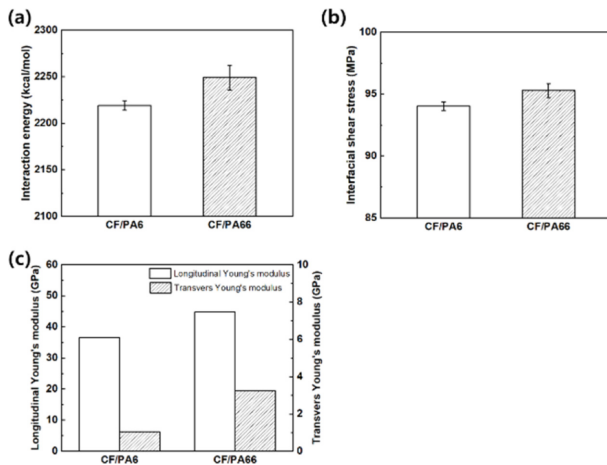 (a)
Interaction energy (kcal/mol)
2300
2250
2200
2150
2100
CF/PA6
CF/PA66
(b)
Interfacial shear stress (MPa)
100
95
90
85
CF/PA6
CF/PA66
(c)
Longitudinal Young's modulus (GPa)
60
50
40
30
20
10
0
Longitudinal Young's modulus
Transvers Young's modulus
10
8
6
4
2
0
Transvers Young's modulus (GPa)
CF/PA6
CF/PA66